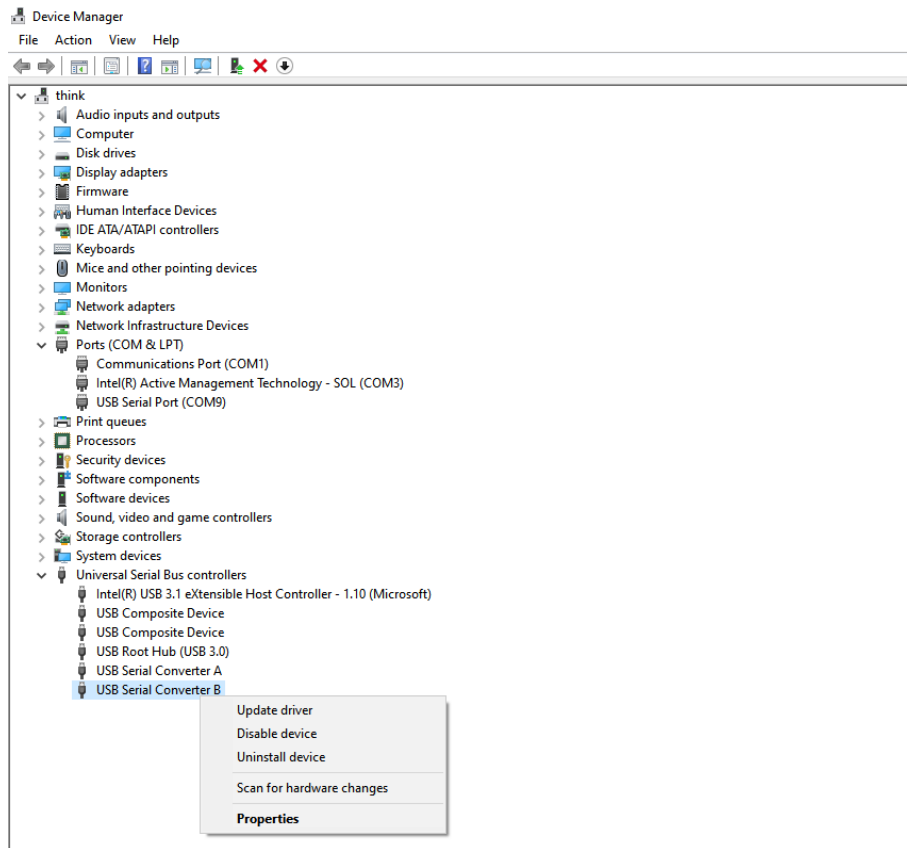 Device Manager
File Action View Help
think
Audio inputs and outputs
Computer
Disk drives
Display adapters
Firmware
Human Interface Devices
IDE ATA/ATAPI controllers
Keyboards
Mice and other pointing devices
Monitors
Network adapters
Network Infrastructure Devices
Ports (COM & LPT)
Communications Port (COM1)
Intel(R) Active Management Technology - SOL (COM3)
USB Serial Port (COM9)
Print queues
Processors
Security devices
Software components
Software devices
Sound, video and game controllers
Storage controllers
System devices
Universal Serial Bus controllers
Intel(R) USB 3.1 eXtensible Host Controller - 1.10 (Microsoft)
USB Composite Device
USB Composite Device
USB Root Hub (USB 3.0)
USB Serial Converter A
USB Serial Converter B
Update driver
Disable device
Uninstall device
Scan for hardware changes
Properties